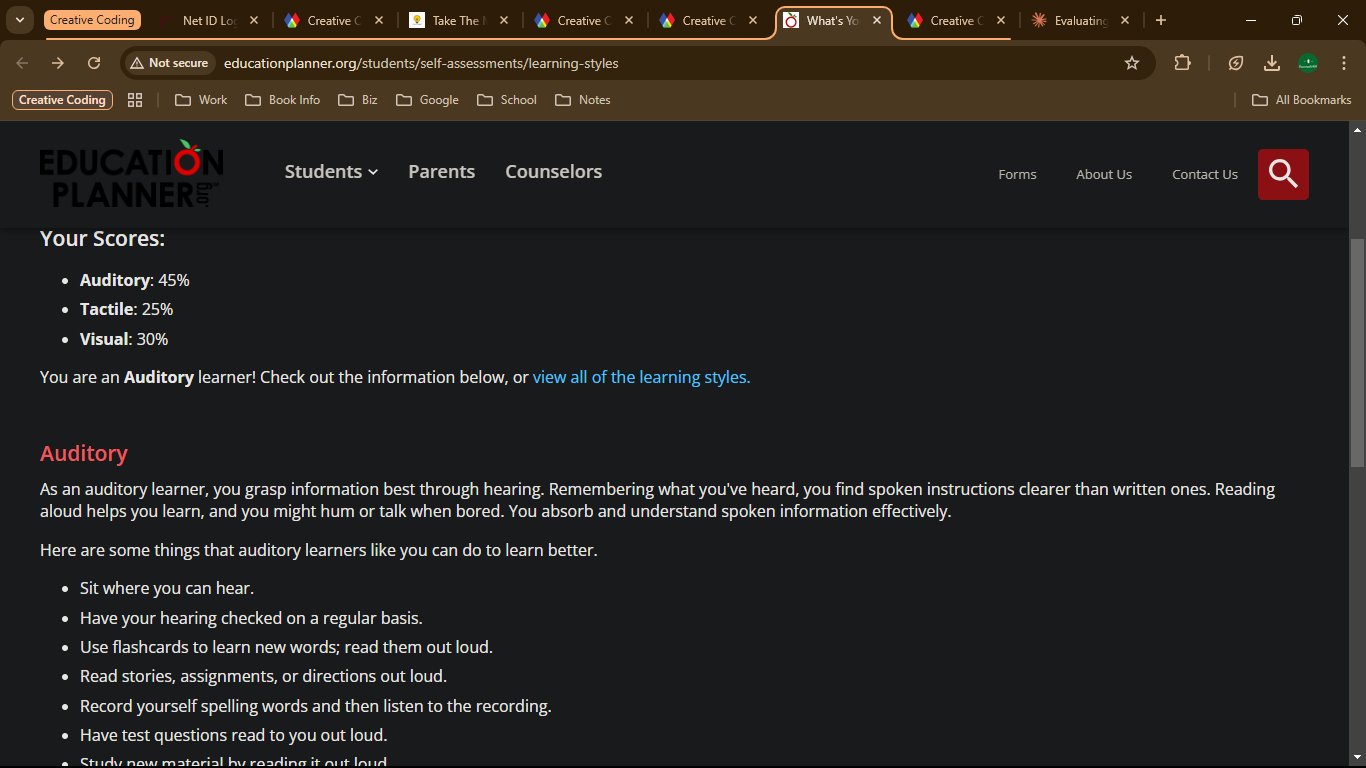 Creative Coding
Net ID Lo
Creative C
Take The
Creative C
Creative C
What's Yo
Creative C
Evaluating
Not secure
educationplanner.org/students/self-assessments/learning-styles
Creative Coding
Work
Book Info
Biz
Google
School
Notes
All Bookmarks
EDUCATION
PLANNER.org
Students
Parents
Counselors
Forms
About Us
Contact Us
Your Scores:
Auditory: 45%
Tactile: 25%
Visual: 30%
You are an Auditory learner! Check out the information below, or view all of the learning styles.
Auditory
As an auditory learner, you grasp information best through hearing. Remembering what you've heard, you find spoken instructions clearer than written ones. Reading
aloud helps you learn, and you might hum or talk when bored. You absorb and understand spoken information effectively.
Here are some things that auditory learners like you can do to learn better.
Sit where you can hear.
Have your hearing checked on a regular basis.
Use flashcards to learn new words; read them out loud.
Read stories, assignments, or directions out loud.
Record yourself spelling words and then listen to the recording.
Have test questions read to you out loud.
Study new material by reading it out loud